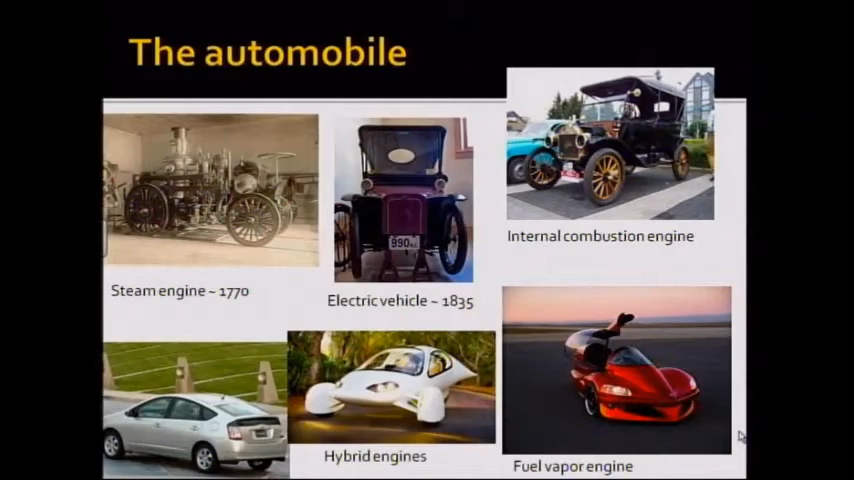 The automobile
Internal combustion engine
Steam engine ~ 1770
Electric vehicle ~ 1835
Hybrid engines
Fuel vapor engine